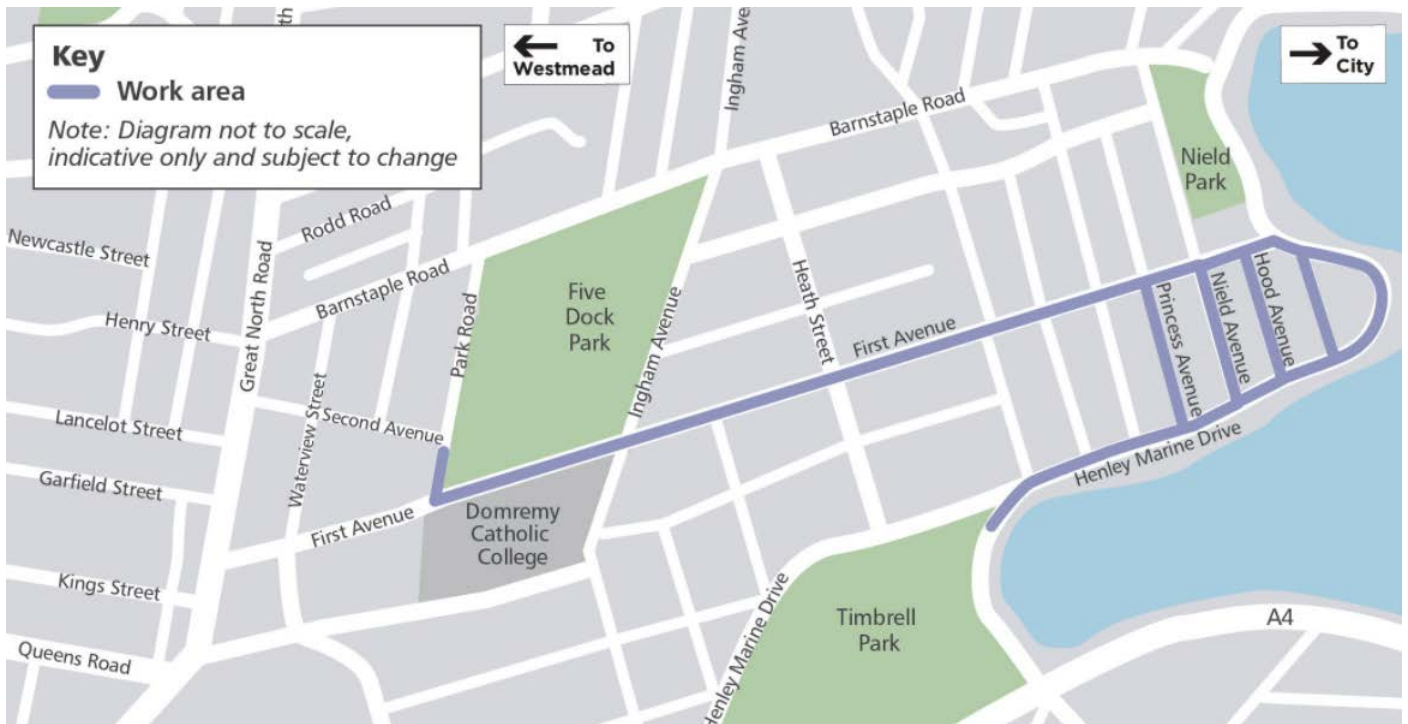 Key
Work area
Note: Diagram not to scale,
indicative only and subject to change
To
Westmead
To
City
Ingham Ave
Barnstaple Road
Nield
Park
Rodd Road
Newcastle Street
Great North Road
Barnstaple Road
Henry Street
Park Road
Five
Dock
Park
Ingham Avenue
Heath Street
First Avenue
Princess Avenue
Nield Avenue
Hood Avenue
Lancelot Street
Waterview Street
Second Avenue
Garfield Street
First Avenue
Domremy
Catholic
College
Henley Marine Drive
Kings Street
Queens Road
Henley Marine Drive
Timbrell
Park
A4